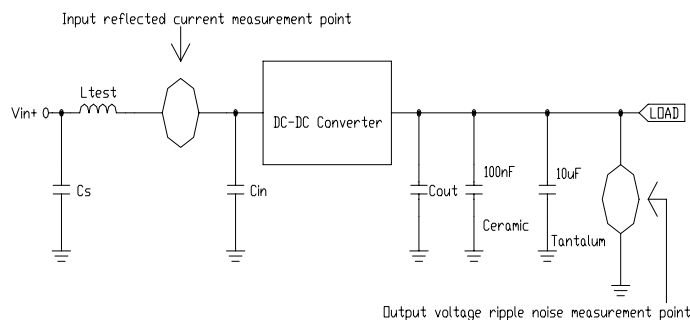 Input reflected current measurement point
Ltest
Vin+ 0
DC-DC Converter
LOAD
Cs
Cin
Cout
100nF
10uF
Ceramic
Tantalum
Output voltage ripple noise measurement point